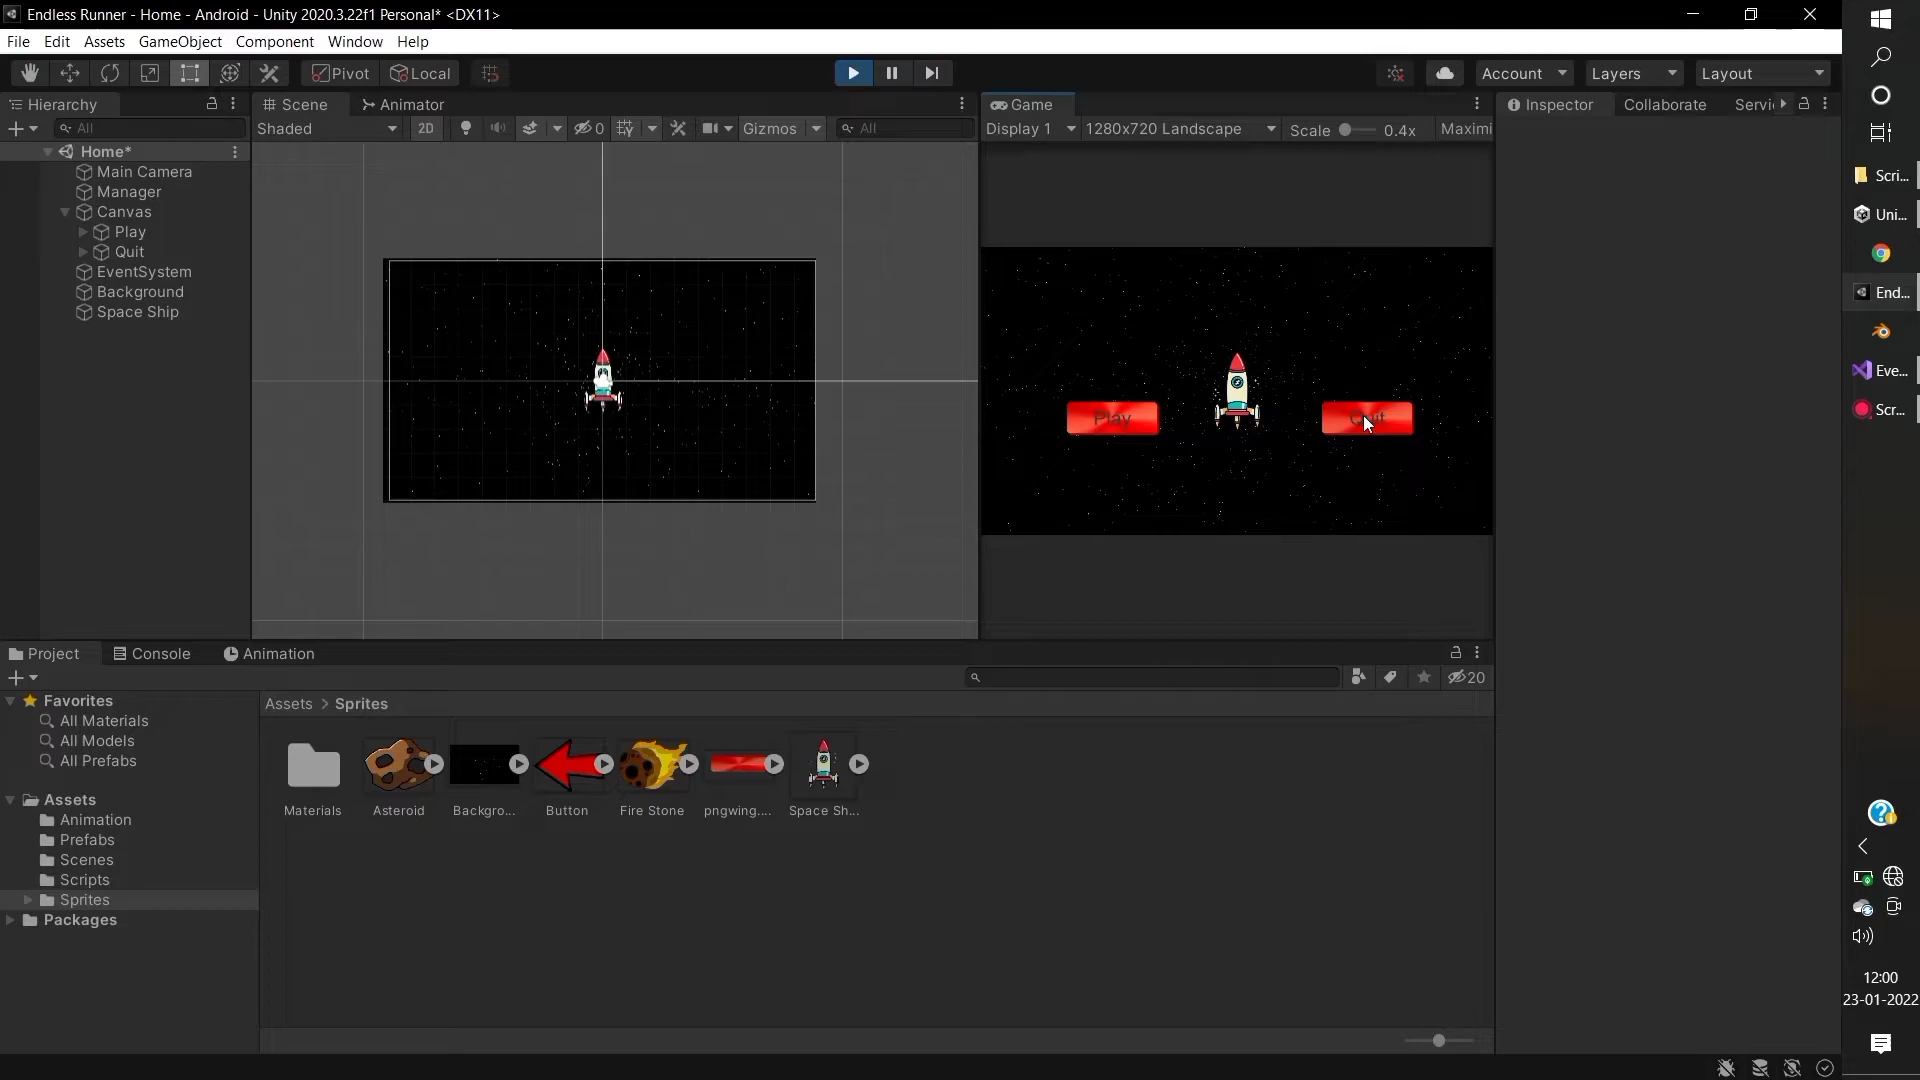 Endless Runner - Home - Android - Unity 2020.3.22f1 Personal* <DX11>
File Edit Assets GameObject Component Window Help
Pivot Local Account Layers Layout
Hierarchy Scene Animator Game Inspector Collaborate Servi
All Shaded 2D 0 Gizmos All Display 1 1280x720 Landscape Scale 0.4x Maximi
Home*
Main Camera
Manager
Canvas
Play
Quit
EventSystem
Background
Space Ship
Play Quit
Project Console Animation
20
Favorites
All Materials
All Models
All Prefabs
Assets
Animation
Prefabs
Scenes
Scripts
Sprites
Packages
Assets > Sprites
Materials Asteroid Backgro... Button Fire Stone pngwing.... Space Sh...
Scri...
Uni...
End...
Eve...
Scr...
12:00
23-01-2022